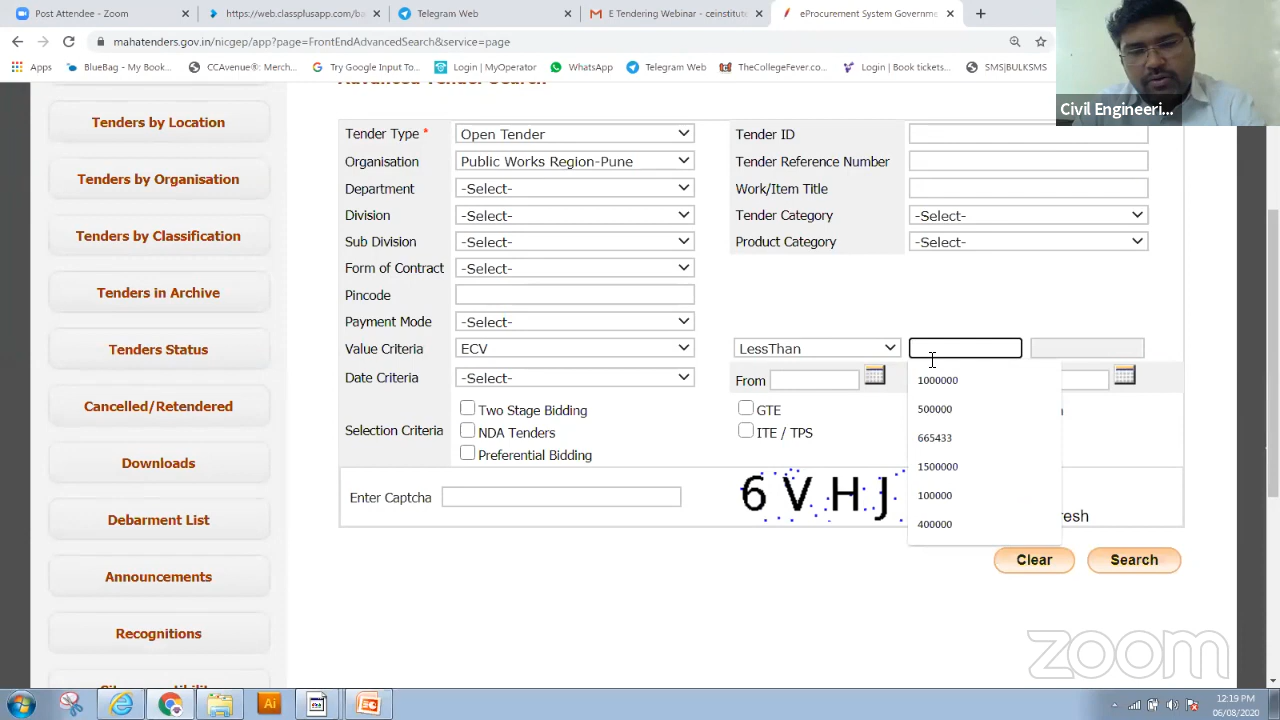 Post Attendee - Zoom
web.classplusapp.com/ba
Telegram Web
E Tendering Webinar - ceinstitute
eProcurement System Governme
mahatenders.gov.in/nicgep/app?page=FrontEndAdvancedSearch&service=page
Apps
BlueBag - My Book...
CCAvenue®: Merch...
Try Google Input To...
Login | MyOperator
WhatsApp
Telegram Web
TheCollegeFever.co...
Login | Book tickets...
SMS|BULKSMS
Civil Engineeri...
Tenders by Location
Tenders by Organisation
Tenders by Classification
Tenders in Archive
Tenders Status
Cancelled/Retendered
Downloads
Debarment List
Announcements
Recognitions
Advanced Tender Search
Tender Type * Open Tender
Tender ID
Organisation Public Works Region-Pune
Tender Reference Number
Department -Select-
Work/Item Title
Division -Select-
Tender Category -Select-
Sub Division -Select-
Product Category -Select-
Form of Contract -Select-
Pincode
Payment Mode -Select-
Value Criteria ECV LessThan
Date Criteria -Select- From
1000000
500000
665433
1500000
100000
400000
Selection Criteria
Two Stage Bidding
GTE
NDA Tenders
ITE / TPS
Preferential Bidding
Enter Captcha
6 V H J
resh
Clear
Search
zoom
Ai
12:19 PM
06/08/2020